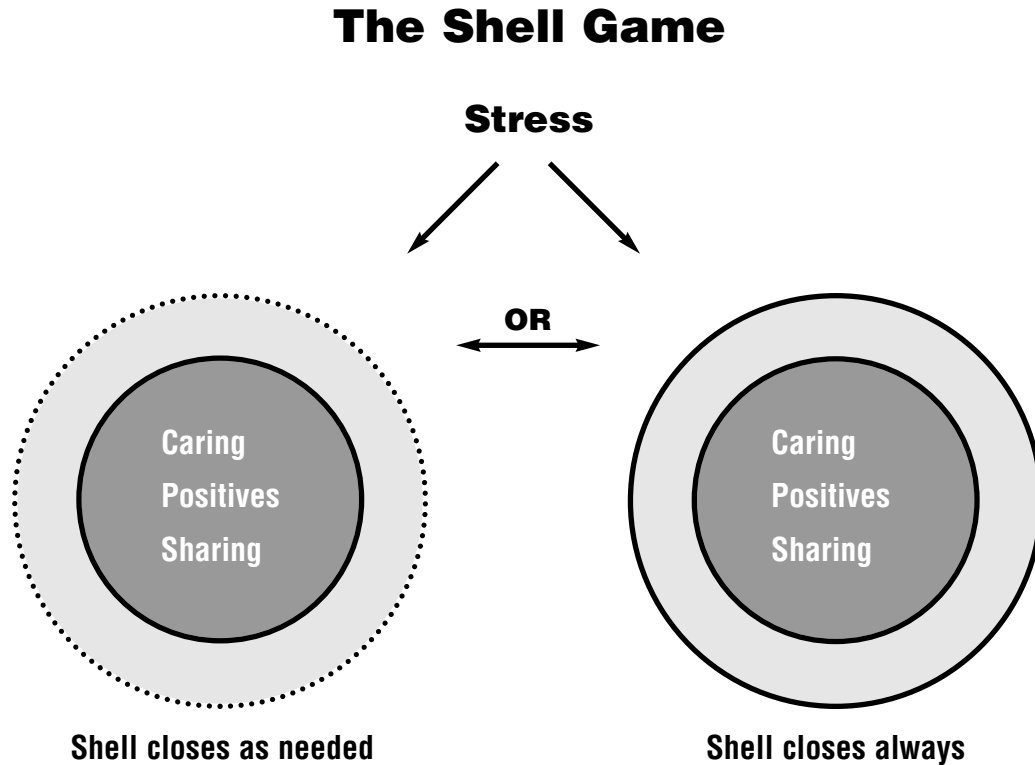 The Shell Game
Stress
OR
Caring
Positives
Sharing
Caring
Positives
Sharing
Shell closes as needed
Shell closes always